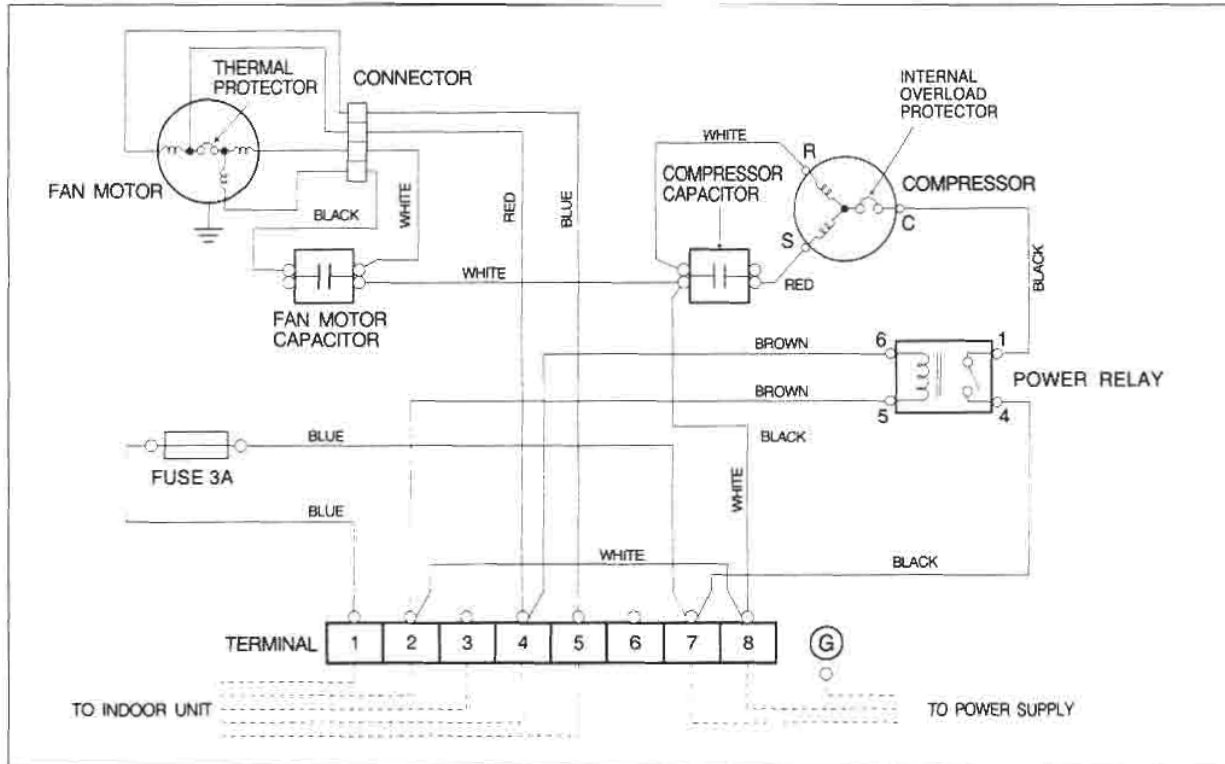 THERMAL
PROTECTOR
CONNECTOR
INTERNAL
OVERLOAD
PROTECTOR
WHITE
R
COMPRESSOR
CAPACITOR
COMPRESSOR
FAN MOTOR
BLACK
WHITE
RED
BLUE
S
C
WHITE
RED
BLACK
FAN MOTOR
CAPACITOR
BROWN
6
1
POWER RELAY
BROWN
5
4
BLUE
BLACK
FUSE 3A
WHITE
BLUE
WHITE
BLACK
TERMINAL
1
2
3
4
5
6
7
8
G
TO INDOOR UNIT
TO POWER SUPPLY